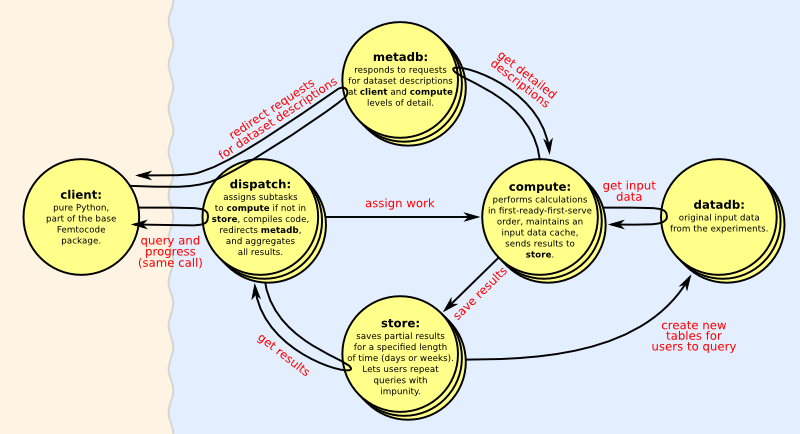 metadb:
responds to requests
for dataset descriptions
at client and compute
levels of detail.
get detailed
descriptions
redirect requests
for dataset descriptions
client:
pure Python,
part of the base
Femtocode
package.
dispatch:
assigns subtasks
to compute if not in
store, compiles code,
redirects metadb,
and aggregates
all results.
assign work
compute:
performs calculations
in first-ready-first-serve
order, maintains an
input data cache,
sends results to
store.
get input
data
datadb:
original input data
from the experiments.
query and
progress
(same call)
save results
get results
store:
saves partial results
for a specified length
of time (days or weeks).
Lets users repeat
queries with
impunity.
create new
tables for
users to query